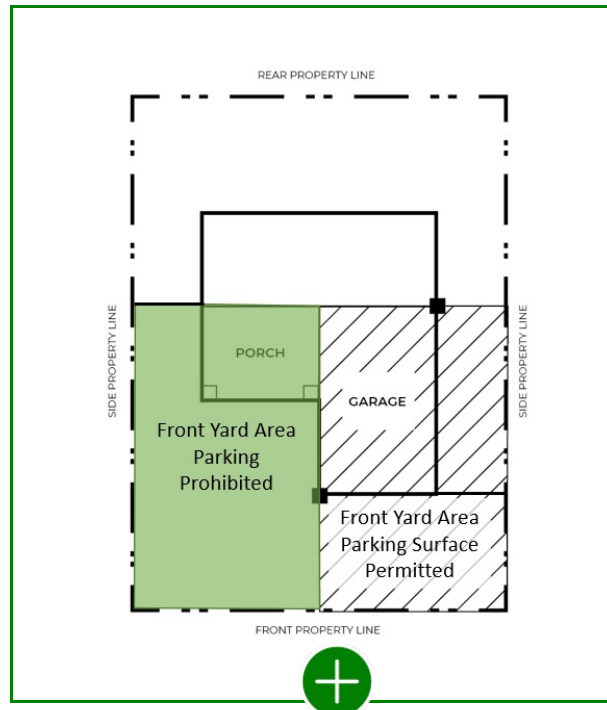 REAR PROPERTY LINE
SIDE PROPERTY LINE
SIDE PROPERTY LINE
PORCH
GARAGE
Front Yard Area
Parking
Prohibited
Front Yard Area
Parking Surface
Permitted
FRONT PROPERTY LINE